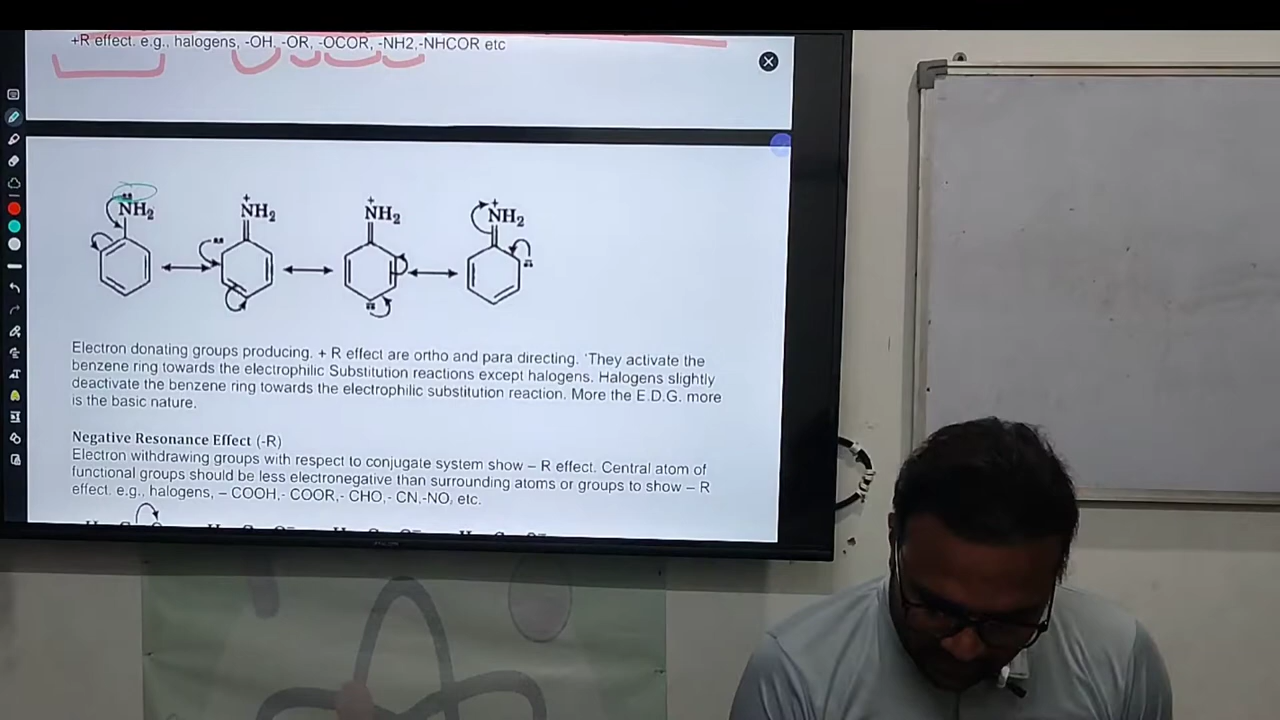 +R effect. e.g., halogens, -OH, -OR, -OCOR, -NH2,-NHCOR etc
NH₂ +NH₂ +NH₂ +NH₂
Electron donating groups producing. + R effect are ortho and para directing. 'They activate the
benzene ring towards the electrophilic Substitution reactions except halogens. Halogens slightly
deactivate the benzene ring towards the electrophilic substitution reaction. More the E.D.G. more
is the basic nature.
Negative Resonance Effect (-R)
Electron withdrawing groups with respect to conjugate system show – R effect. Central atom of
functional groups should be less electronegative than surrounding atoms or groups to show – R
effect. e.g., halogens, – COOH,- COOR,- CHO,- CN,-NO, etc.